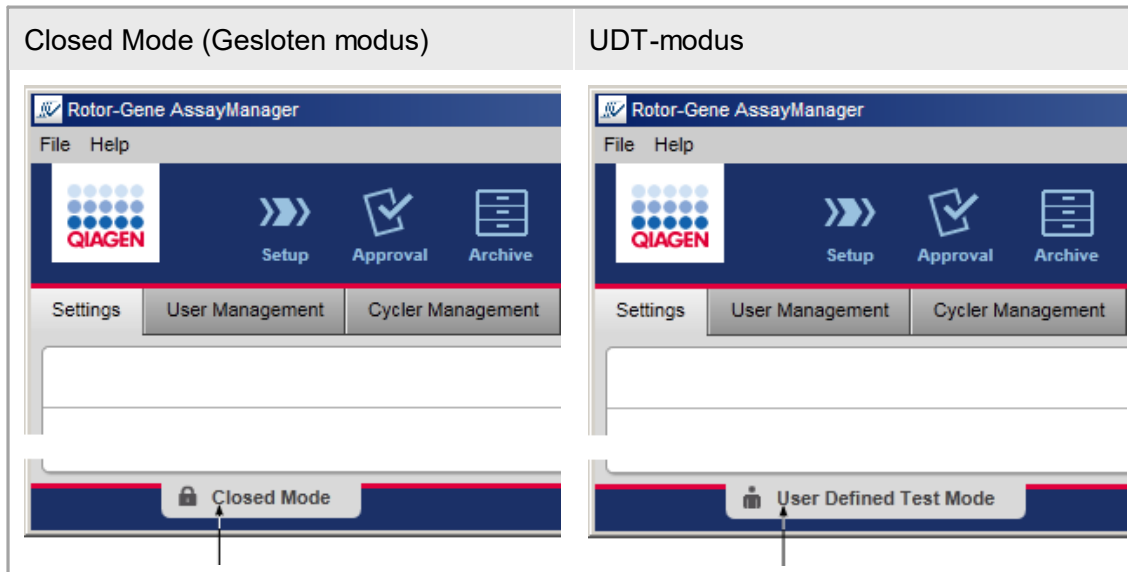 Closed Mode (Gesloten modus)
UDT-modus
Rotor-Gene AssayManager
File Help
QIAGEN
Setup Approval Archive
Settings User Management Cycler Management
Closed Mode
Rotor-Gene AssayManager
File Help
QIAGEN
Setup Approval Archive
Settings User Management Cycler Management
User Defined Test Mode